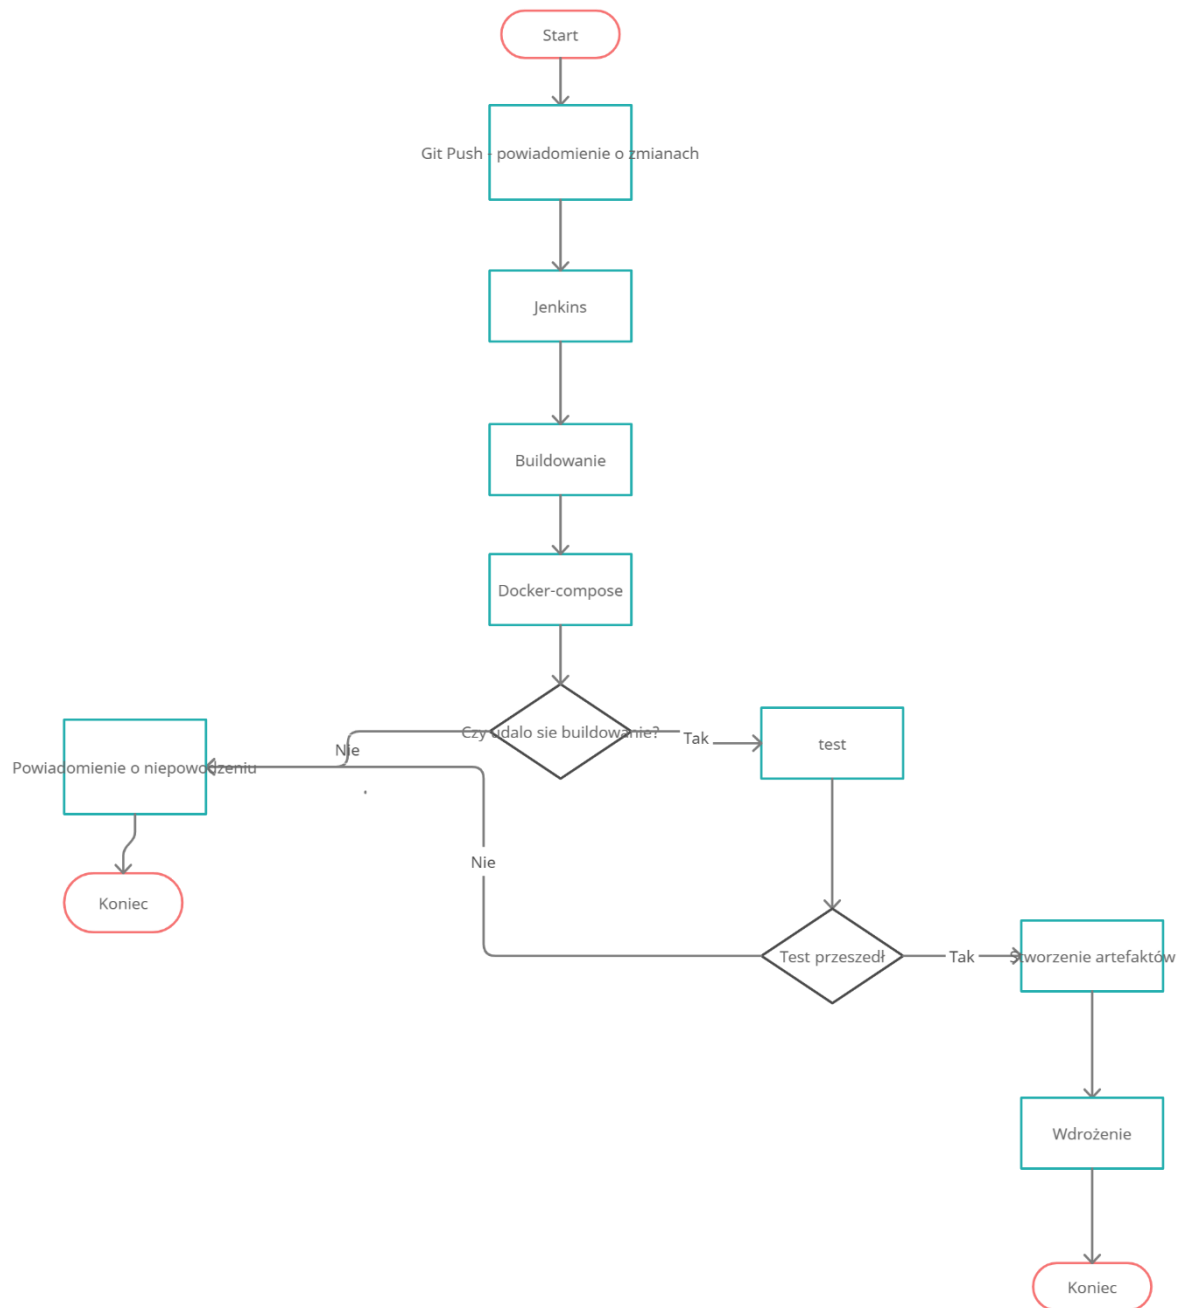 Start
Git Push - powiadomienie o zmianach
Jenkins
Buildowanie
Docker-compose
Czy udalo sie buildowanie?
Tak
test
Nie
Powiadomienie o niepowodzeniu
Nie
Koniec
Test przeszedł
Tak
Stworzenie artefaktów
Wdrożenie
Koniec